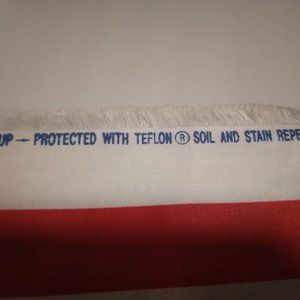 UP — PROTECTED WITH TEFLON ® SOIL AND STAIN REPE